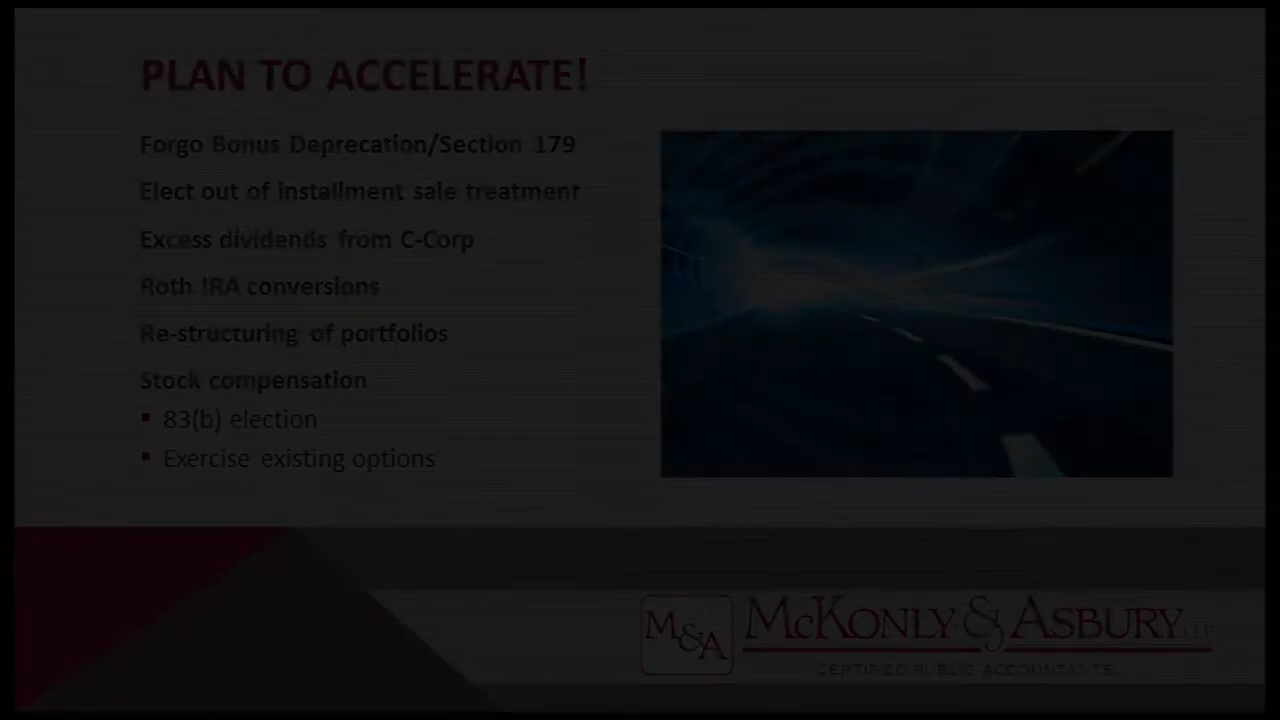 PLAN TO ACCELERATE!
Forgo Bonus Deprecation/Section 179
Elect out of installment sale treatment
Excess dividends from C-Corp
Roth IRA conversions
Re-structuring of portfolios
Stock compensation
▪ 83(b) election
▪ Exercise existing options
M&A
McKonly & Asbury LLP
CERTIFIED PUBLIC ACCOUNTANTS